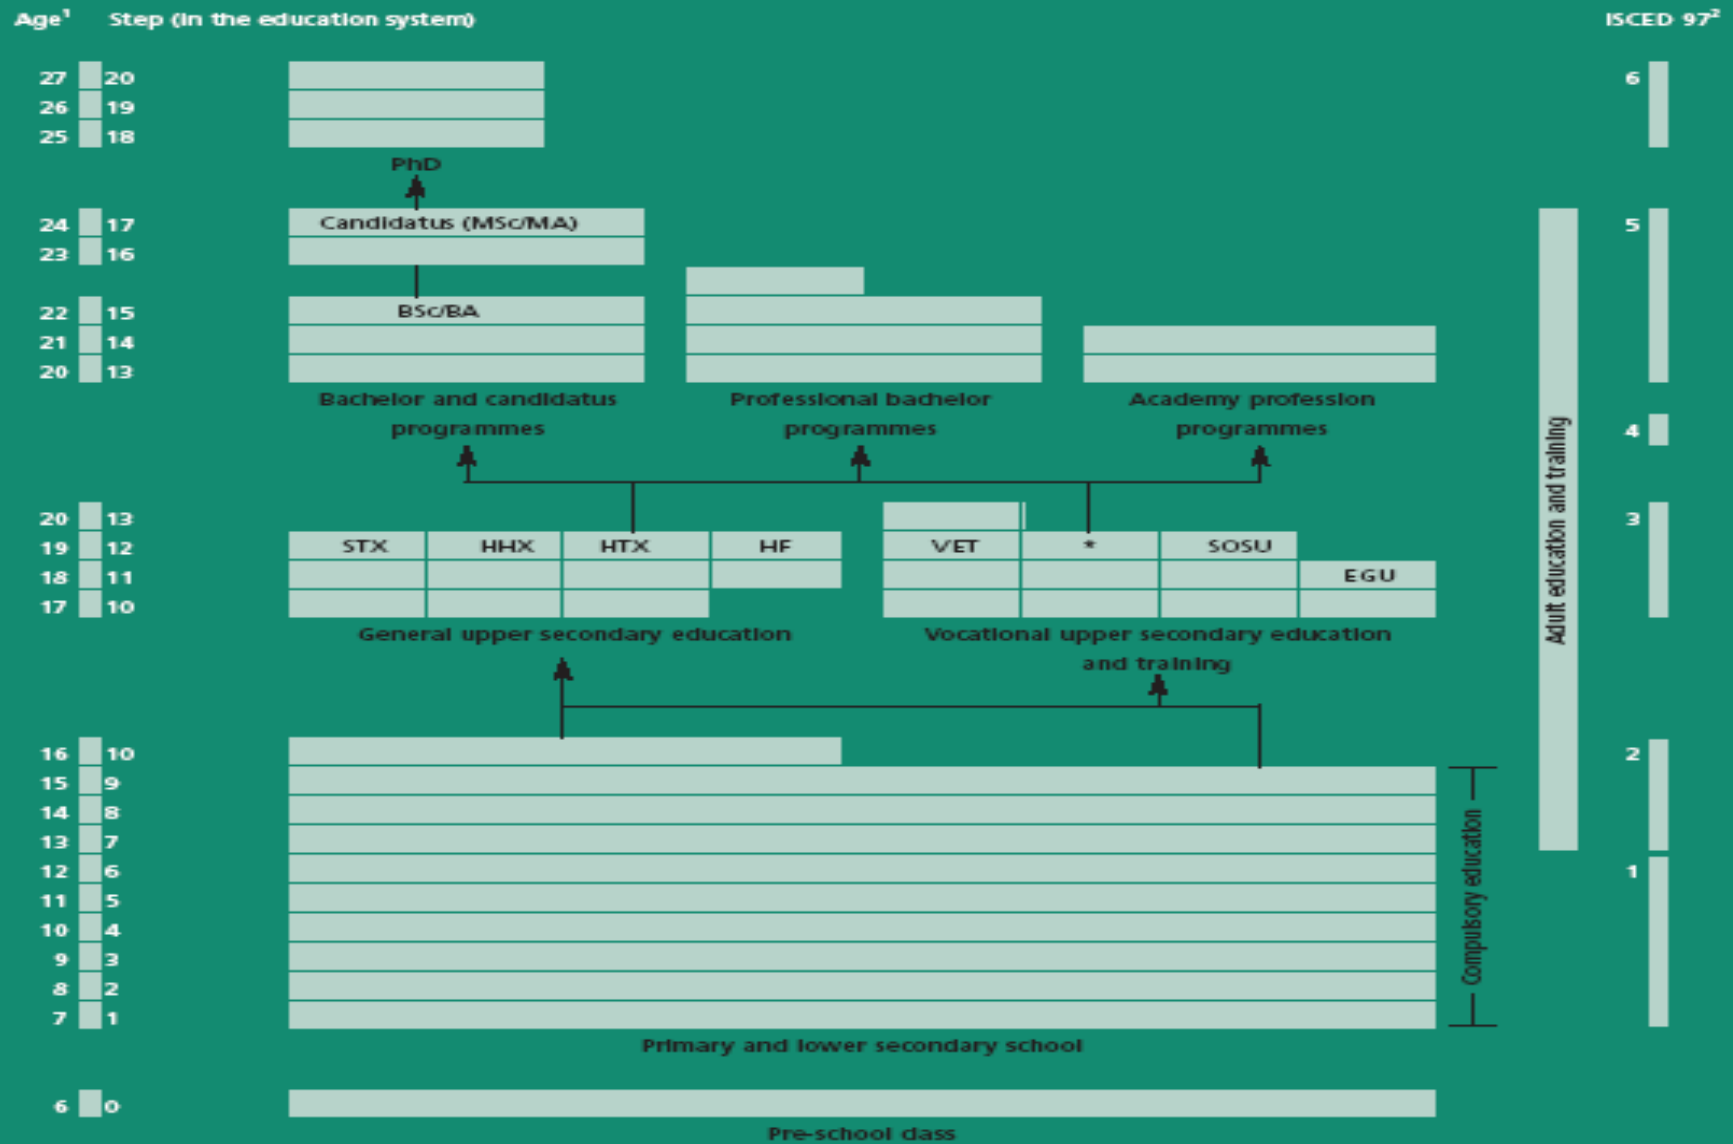 Age¹ Step (in the education system) ISCED 97²
27 20 6
26 19
25 18
PhD
24 17 Candidatus (MSc/MA) 5
23 16
22 15 BSc/BA
21 14
20 13
Bachelor and candidatus programmes
Professional bachelor programmes
Academy profession programmes
4
20 13 3
19 12 STX HHX HTX HF VET * SOSU
18 11 EGU
17 10
General upper secondary education
Vocational upper secondary education
and training
Adult education and training
16 10 2
15 9
14 8
13 7
12 6 1
11 5
10 4
9 3
8 2
7 1
Compulsory education
Primary and lower secondary school
6 0
Pre-school class